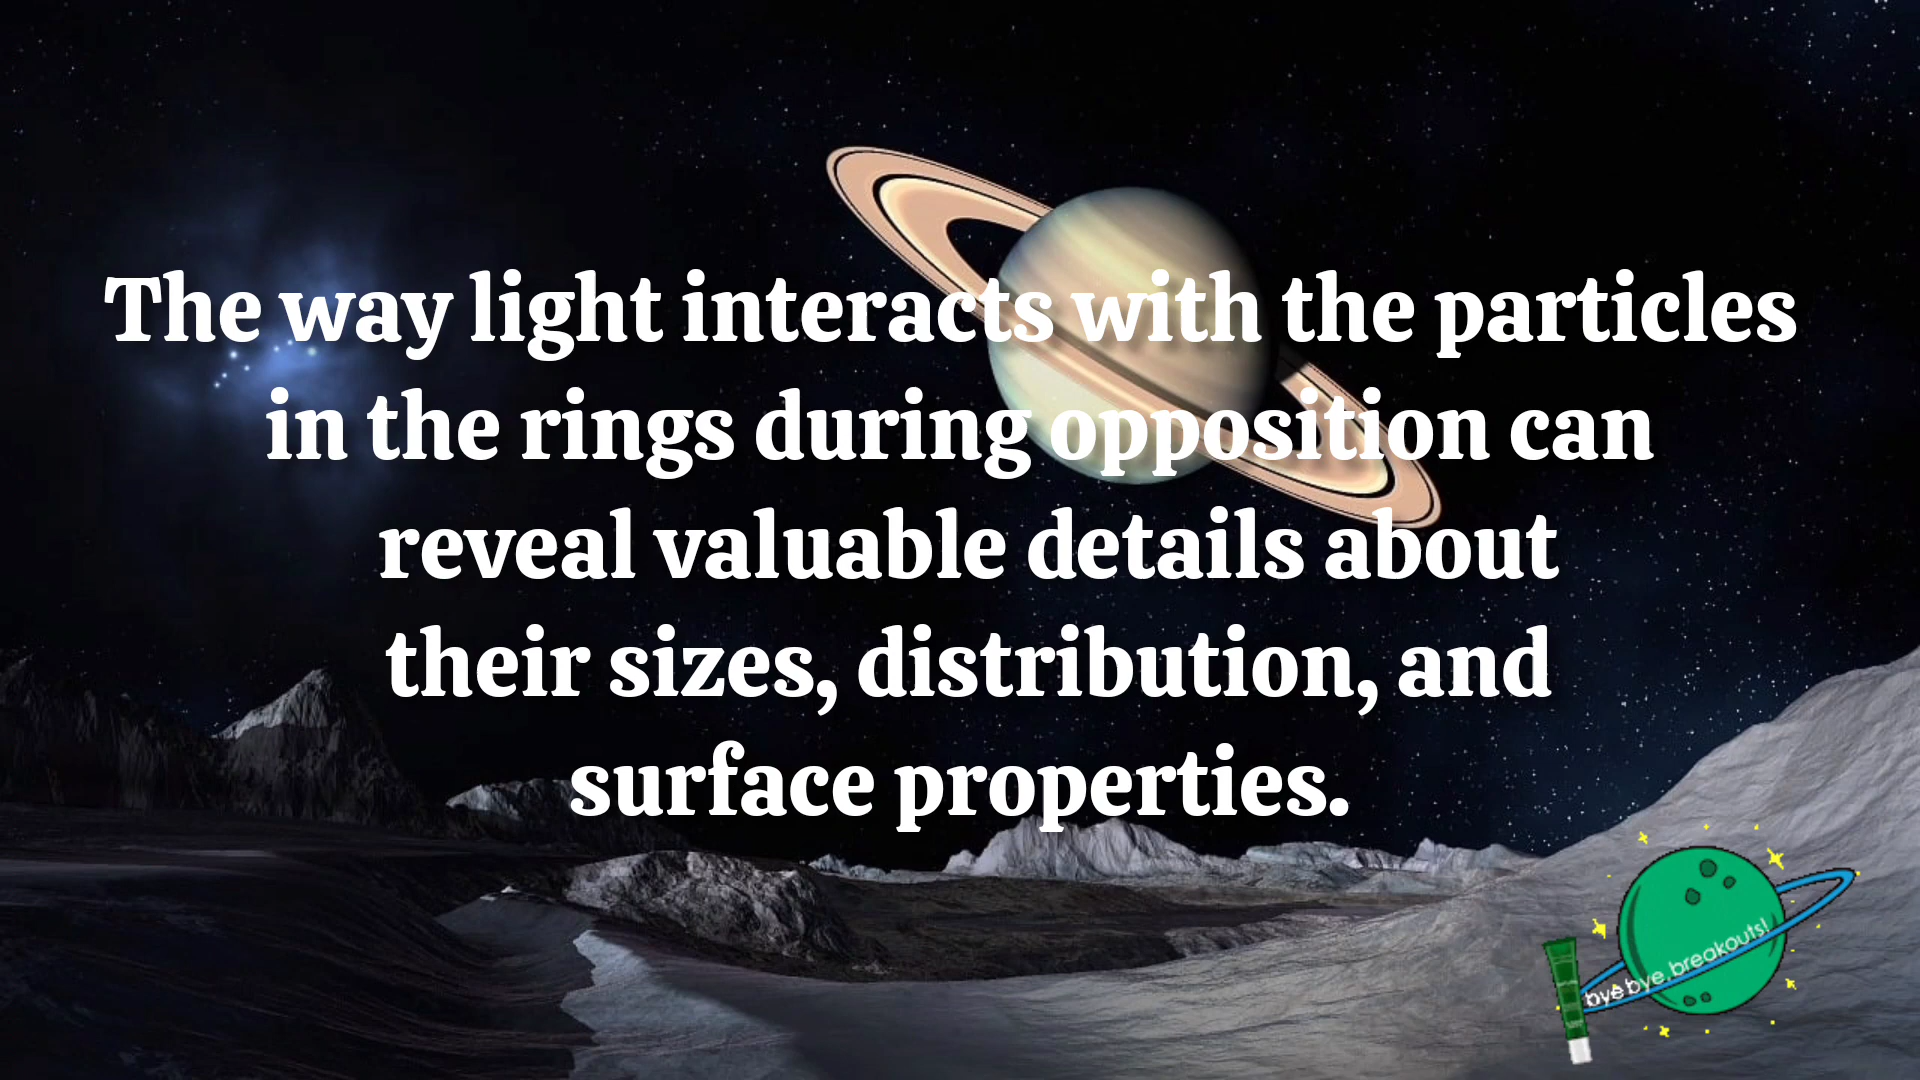 The way light interacts with the particles
in the rings during opposition can
reveal valuable details about
their sizes, distribution, and
surface properties.
bye bye, breakouts!